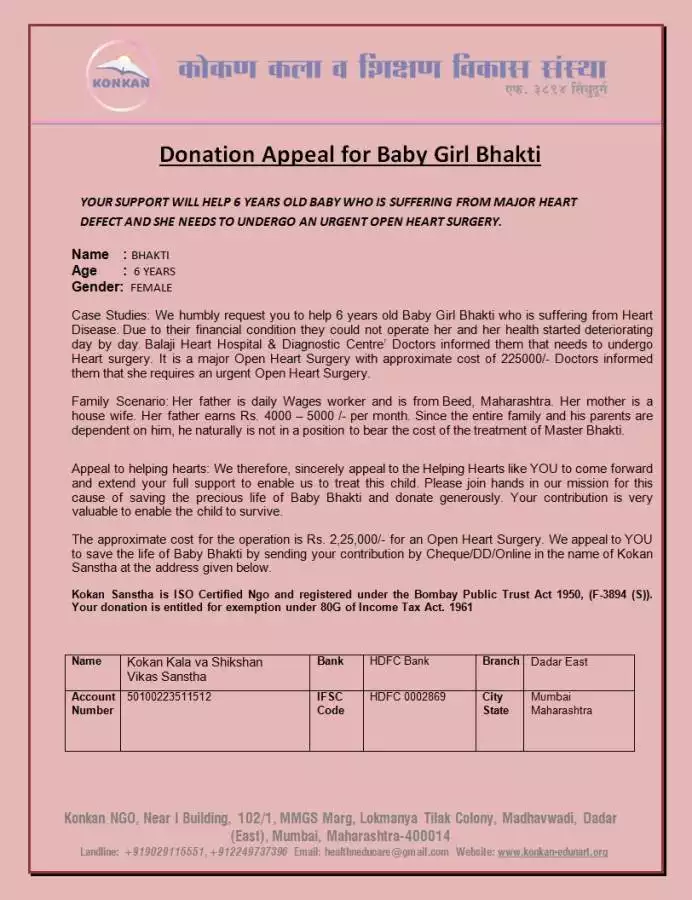 KONKAN
कोकण कला व शिक्षण विकास संस्था
एफ. ३८९४ सिंधुदूर्ग
Donation Appeal for Baby Girl Bhakti
YOUR SUPPORT WILL HELP 6 YEARS OLD BABY WHO IS SUFFERING FROM MAJOR HEART
DEFECT AND SHE NEEDS TO UNDERGO AN URGENT OPEN HEART SURGERY.
Name : BHAKTI
Age : 6 YEARS
Gender: FEMALE
Case Studies: We humbly request you to help 6 years old Baby Girl Bhakti who is suffering from Heart
Disease. Due to their financial condition they could not operate her and her health started deteriorating
day by day. Balaji Heart Hospital & Diagnostic Centre' Doctors informed them that needs to undergo
Heart surgery. It is a major Open Heart Surgery with approximate cost of 225000/- Doctors informed
them that she requires an urgent Open Heart Surgery.
Family Scenario: Her father is daily Wages worker and is from Beed, Maharashtra. Her mother is a
house wife. Her father earns Rs. 4000 – 5000 /- per month. Since the entire family and his parents are
dependent on him, he naturally is not in a position to bear the cost of the treatment of Master Bhakti.
Appeal to helping hearts: We therefore, sincerely appeal to the Helping Hearts like YOU to come forward
and extend your full support to enable us to treat this child. Please join hands in our mission for this
cause of saving the precious life of Baby Bhakti and donate generously. Your contribution is very
valuable to enable the child to survive.
The approximate cost for the operation is Rs. 2,25,000/- for an Open Heart Surgery. We appeal to YOU
to save the life of Baby Bhakti by sending your contribution by Cheque/DD/Online in the name of Kokan
Sanstha at the address given below.
Kokan Sanstha is ISO Certified Ngo and registered under the Bombay Public Trust Act 1950, (F-3894 (S)).
Your donation is entitled for exemption under 80G of Income Tax Act. 1961
Name Kokan Kala va Shikshan Vikas Sanstha Bank HDFC Bank Branch Dadar East
Account Number 50100223511512 IFSC Code HDFC 0002869 City State Mumbai Maharashtra
Konkan NGO, Near I Building, 102/1, MMGS Marg, Lokmanya Tilak Colony, Madhavwadi, Dadar
(East), Mumbai, Maharashtra-400014
Landline: +919029115551, +912249737396 Email: healthneducare@gmail.com Website: www.konkan-edunart.org